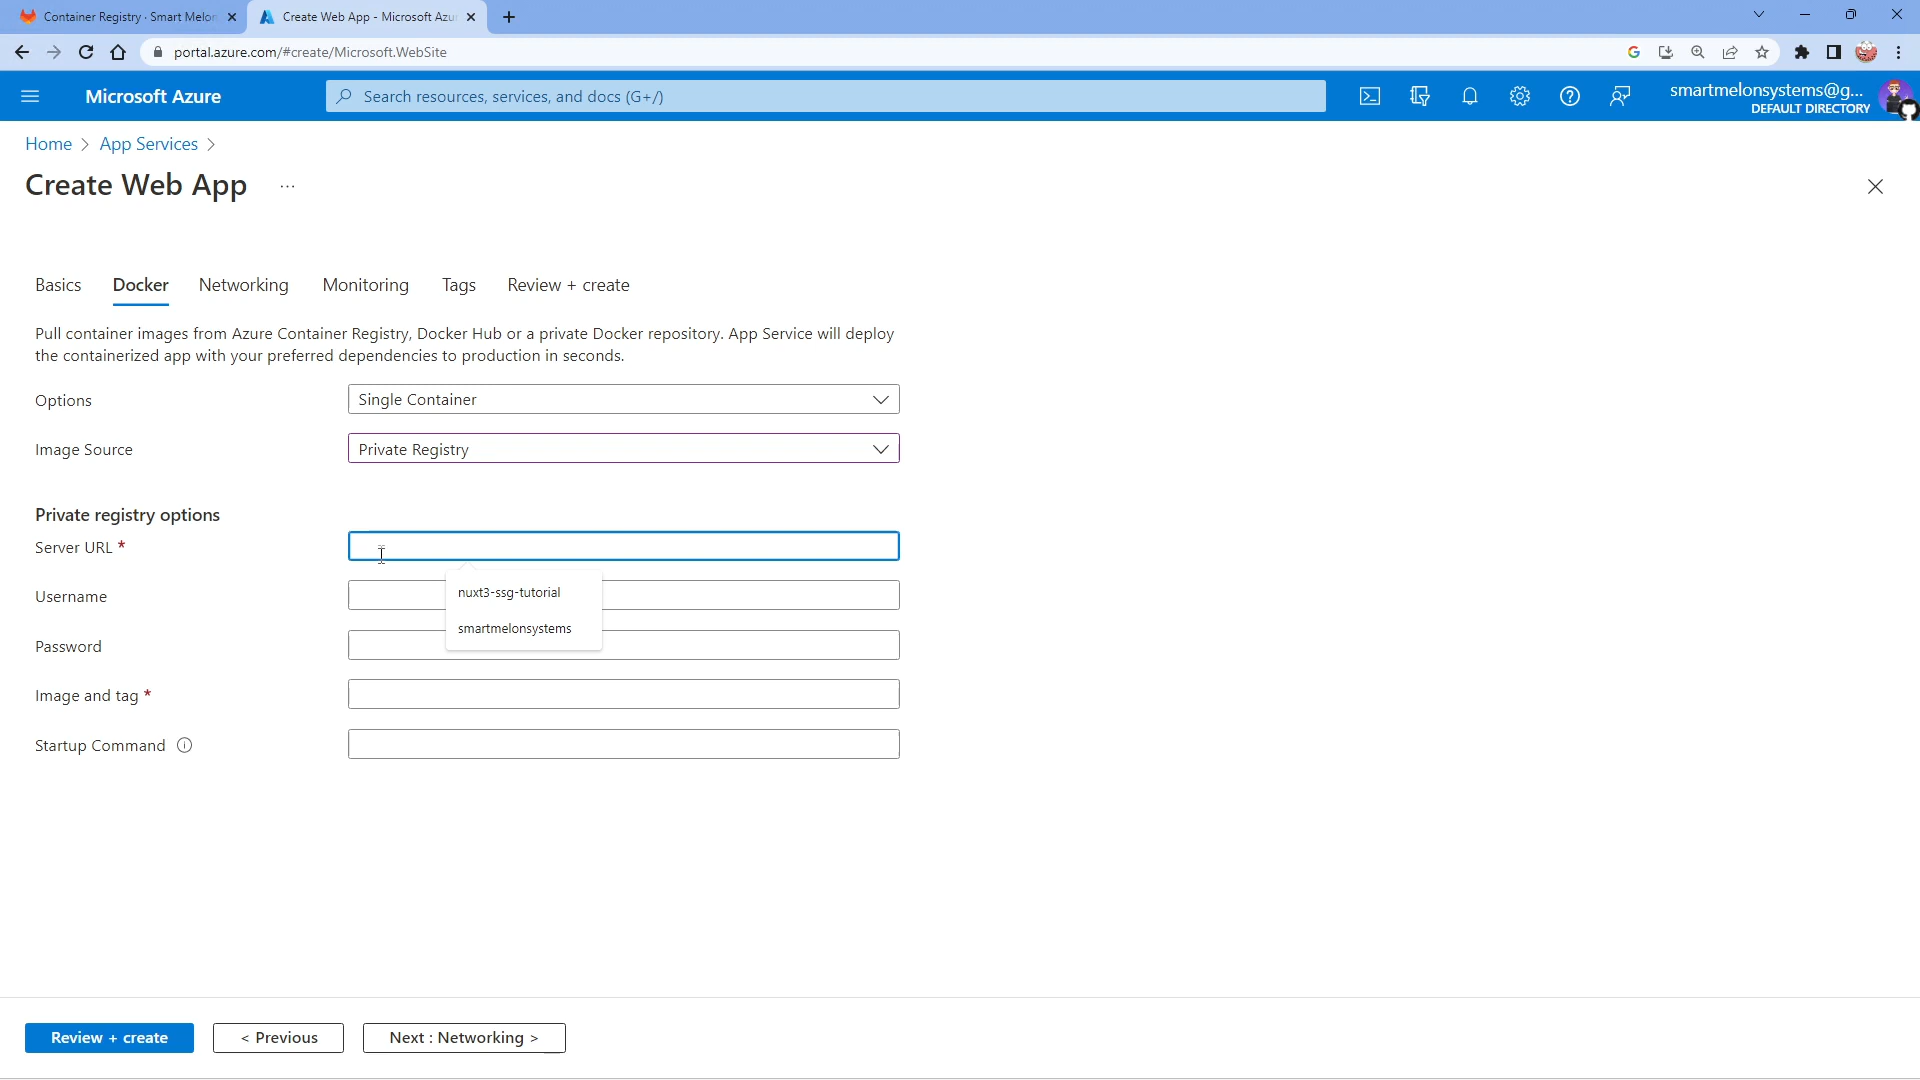 Container Registry · Smart Melon
Create Web App - Microsoft Azur
portal.azure.com/#create/Microsoft.WebSite
Microsoft Azure
Search resources, services, and docs (G+/)
smartmelonsystems@g...
DEFAULT DIRECTORY
Home > App Services >
Create Web App ...
Basics Docker Networking Monitoring Tags Review + create
Pull container images from Azure Container Registry, Docker Hub or a private Docker repository. App Service will deploy
the containerized app with your preferred dependencies to production in seconds.
Options Single Container
Image Source Private Registry
Private registry options
Server URL *
nuxt3-ssg-tutorial
Username
smartmelonsystems
Password
Image and tag *
Startup Command
Review + create < Previous Next : Networking >